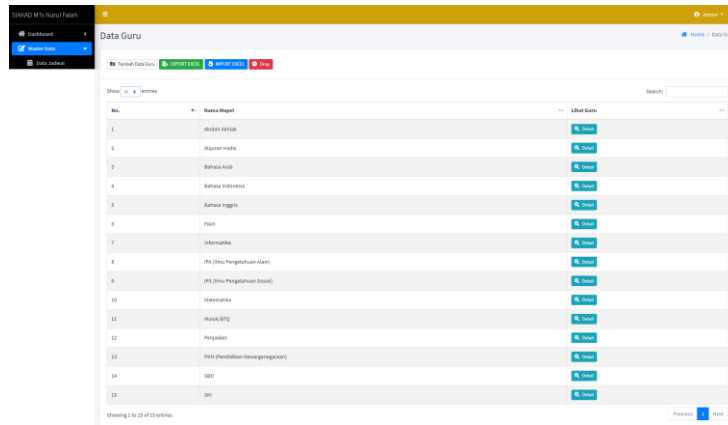 SIAKAD MTs Nurul Falah
Admin
Dashboard
Data Guru
Home / Data G
Master Data
Data Jadwal
Tambah Data Guru EXPORT EXCEL IMPORT EXCEL Drop
Show entries Search:
No. Nama Mapel Lihat Guru
1 Akidah Akhlak Detail
2 Alquran Hadis Detail
3 Bahasa Arab Detail
4 Bahasa Indonesia Detail
5 Bahasa Inggris Detail
6 Fikih Detail
7 Informatika Detail
8 IPA (Ilmu Pengetahuan Alam) Detail
9 IPS (Ilmu Pengetahuan Sosial) Detail
10 Matematika Detail
11 Mulok/BTQ Detail
12 Penjaskes Detail
13 PKN (Pendidikan Kewarganegaraan) Detail
14 SBD Detail
15 SKI Detail
Showing 1 to 15 of 15 entries Previous 1 Next